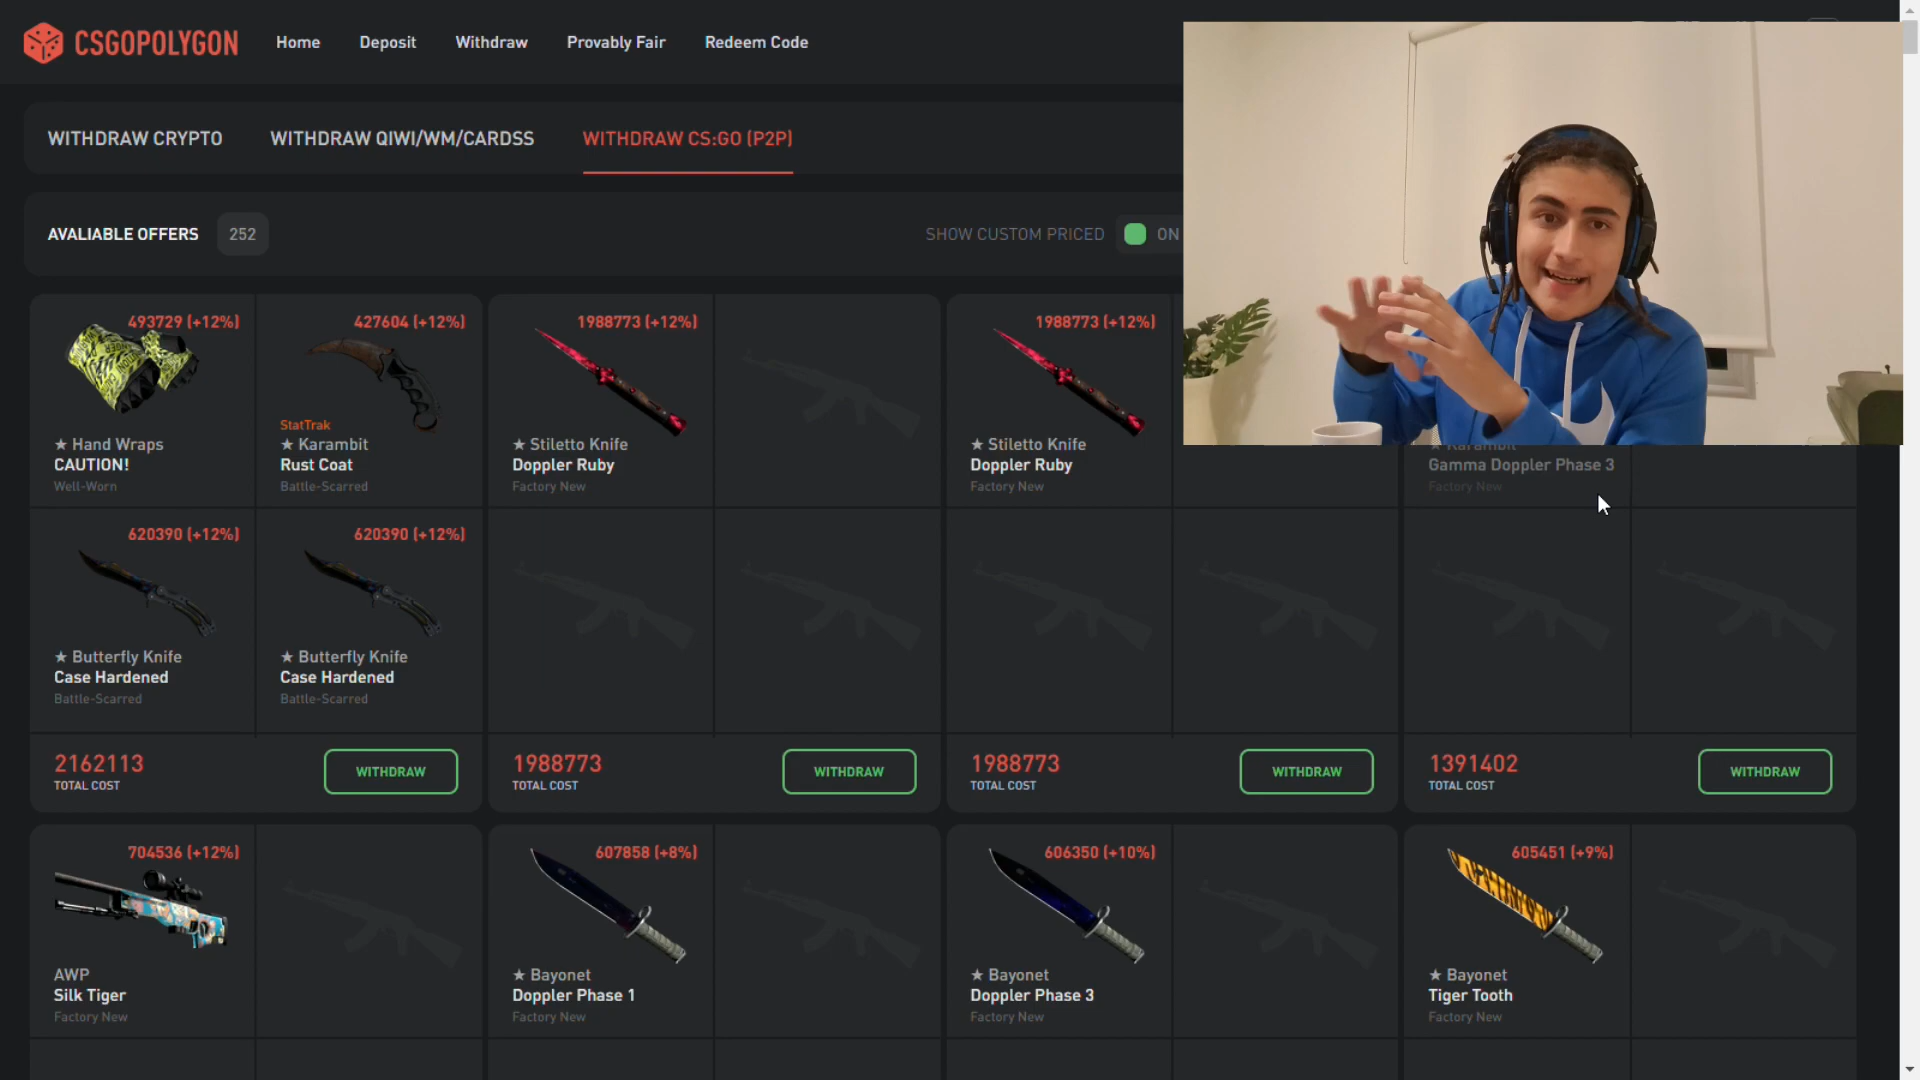 CSGOPOLYGON
Home Deposit Withdraw Provably Fair Redeem Code
WITHDRAW CRYPTO WITHDRAW QIWI/WM/CARDSS WITHDRAW CS:GO (P2P)
AVALIABLE OFFERS 252 SHOW CUSTOM PRICED ON
493729 (+12%)
★ Hand Wraps
CAUTION!
Well-Worn
427604 (+12%)
StatTrak
★ Karambit
Rust Coat
Battle-Scarred
620390 (+12%)
★ Butterfly Knife
Case Hardened
Battle-Scarred
620390 (+12%)
★ Butterfly Knife
Case Hardened
Battle-Scarred
2162113
TOTAL COST
WITHDRAW
1988773 (+12%)
★ Stiletto Knife
Doppler Ruby
Factory New
1988773
TOTAL COST
WITHDRAW
1988773 (+12%)
★ Stiletto Knife
Doppler Ruby
Factory New
1988773
TOTAL COST
WITHDRAW
★ Karambit
Gamma Doppler Phase 3
Factory New
1391402
TOTAL COST
WITHDRAW
704536 (+12%)
AWP
Silk Tiger
Factory New
607858 (+8%)
★ Bayonet
Doppler Phase 1
Factory New
606350 (+10%)
★ Bayonet
Doppler Phase 3
Factory New
605451 (+9%)
★ Bayonet
Tiger Tooth
Factory New